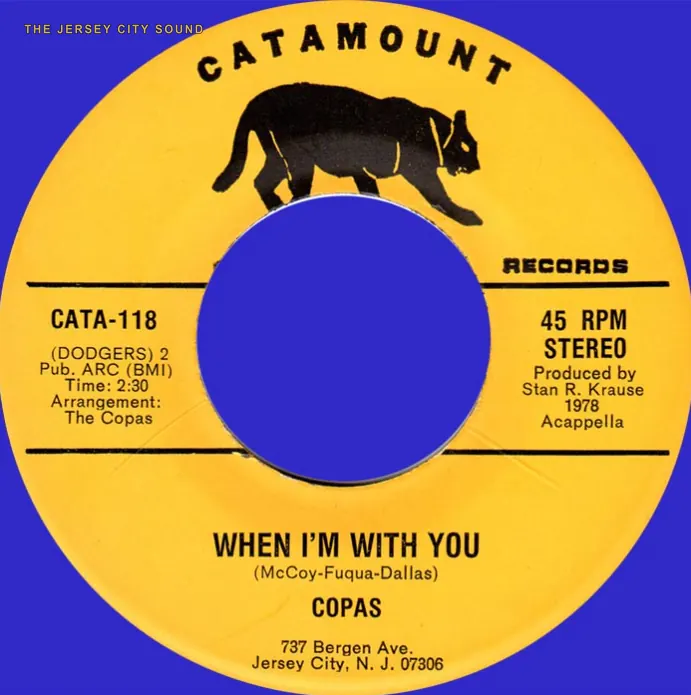 THE JERSEY CITY SOUND
CATAMOUNT
RECORDS
CATA-118
(DODGERS) 2
Pub. ARC (BMI)
Time: 2:30
Arrangement:
The Copas
45 RPM
STEREO
Produced by
Stan R. Krause
1978
Acappella
WHEN I'M WITH YOU
(McCoy-Fuqua-Dallas)
COPAS
737 Bergen Ave.
Jersey City, N. J. 07306